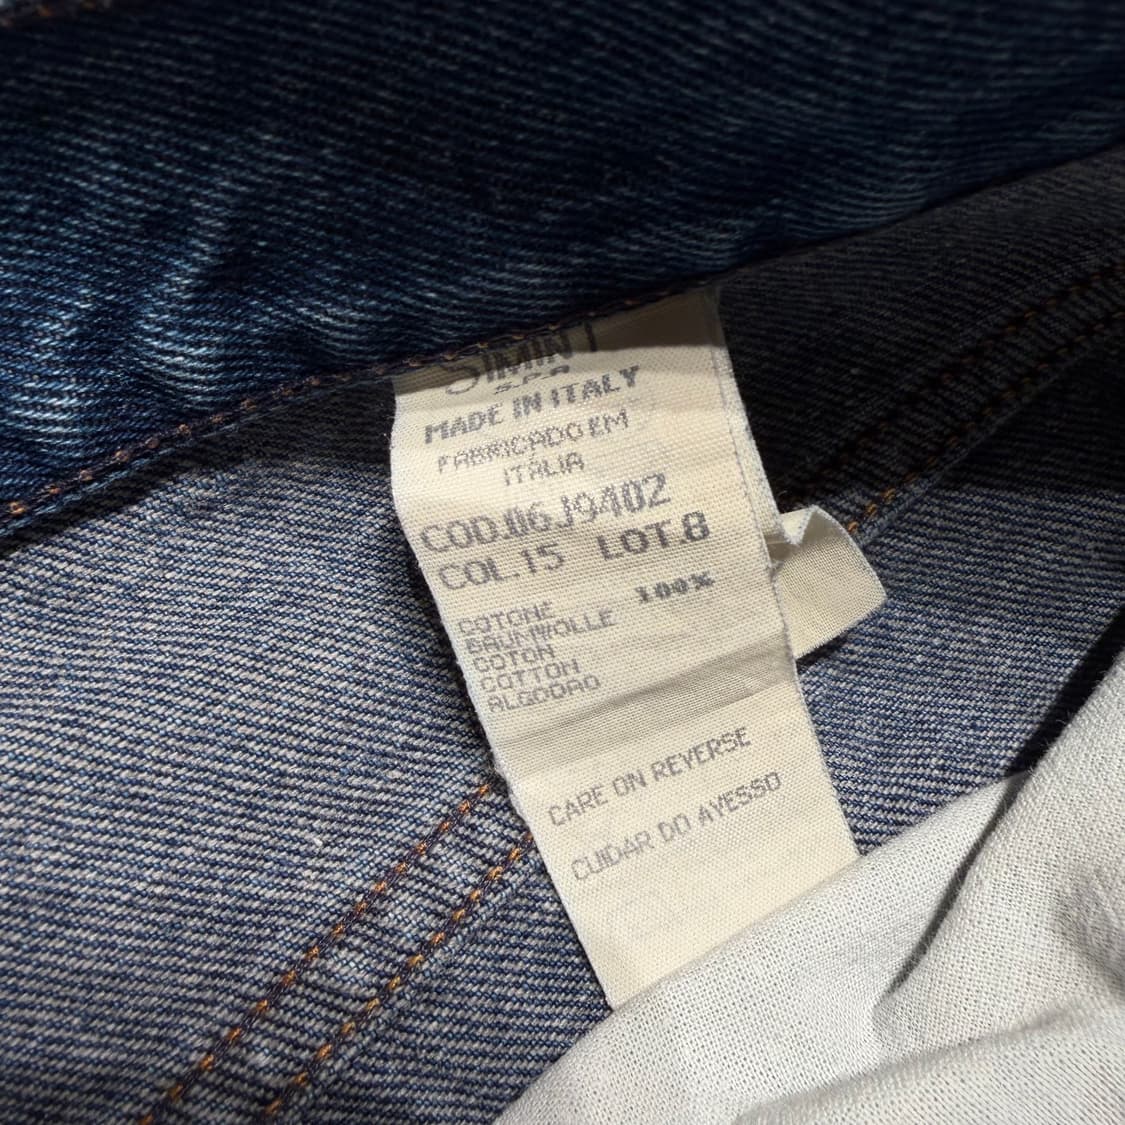 SIMINT
S.P.A
MADE IN ITALY
FABRICADO EM
ITALIA
COD.06J9402
COL.15 LOT.8
100%
COTONE
BAUMWOLLE
COTON
COTTON
ALGODAO
CARE ON REVERSE
CUIDAR DO AVESSO